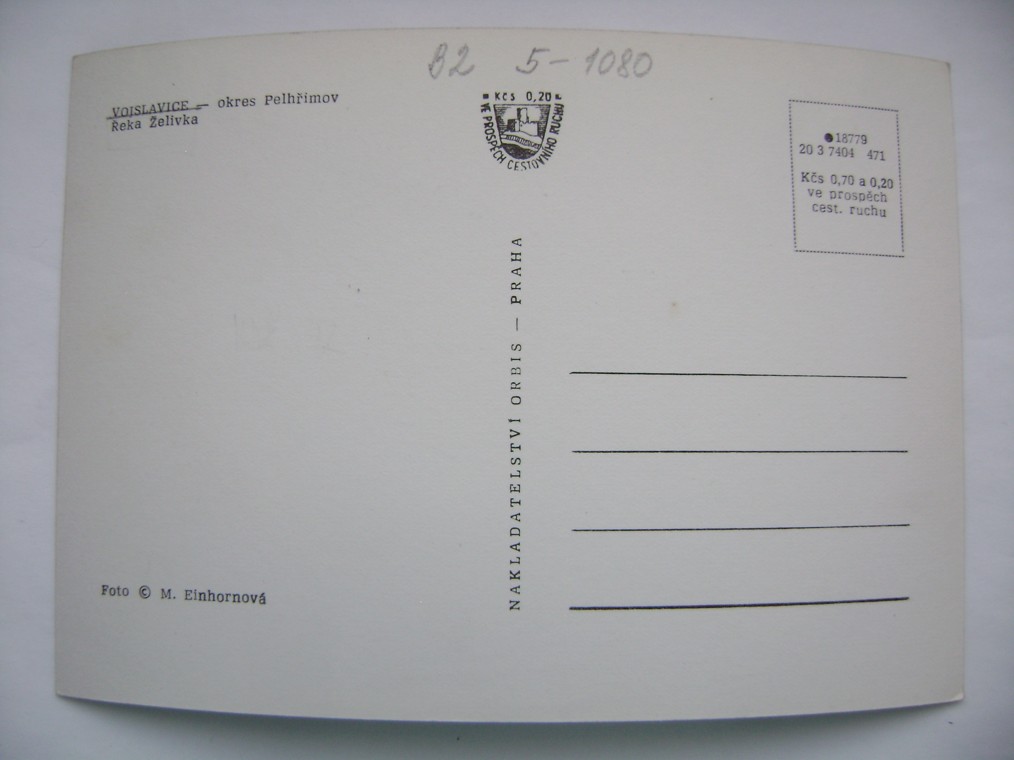 B2 5-1080
VOJSLAVICE — okres Pelhřimov
Řeka Želivka
Kčs 0,20
VE PROSPĚCH CESTOVNÍHO RUCHU
18779
20 3 7404 471
Kčs 0,70 a 0,20
ve prospěch
cest. ruchu
NAKLADATELSTVÍ ORBIS — PRAHA
Foto © M. Einhornová